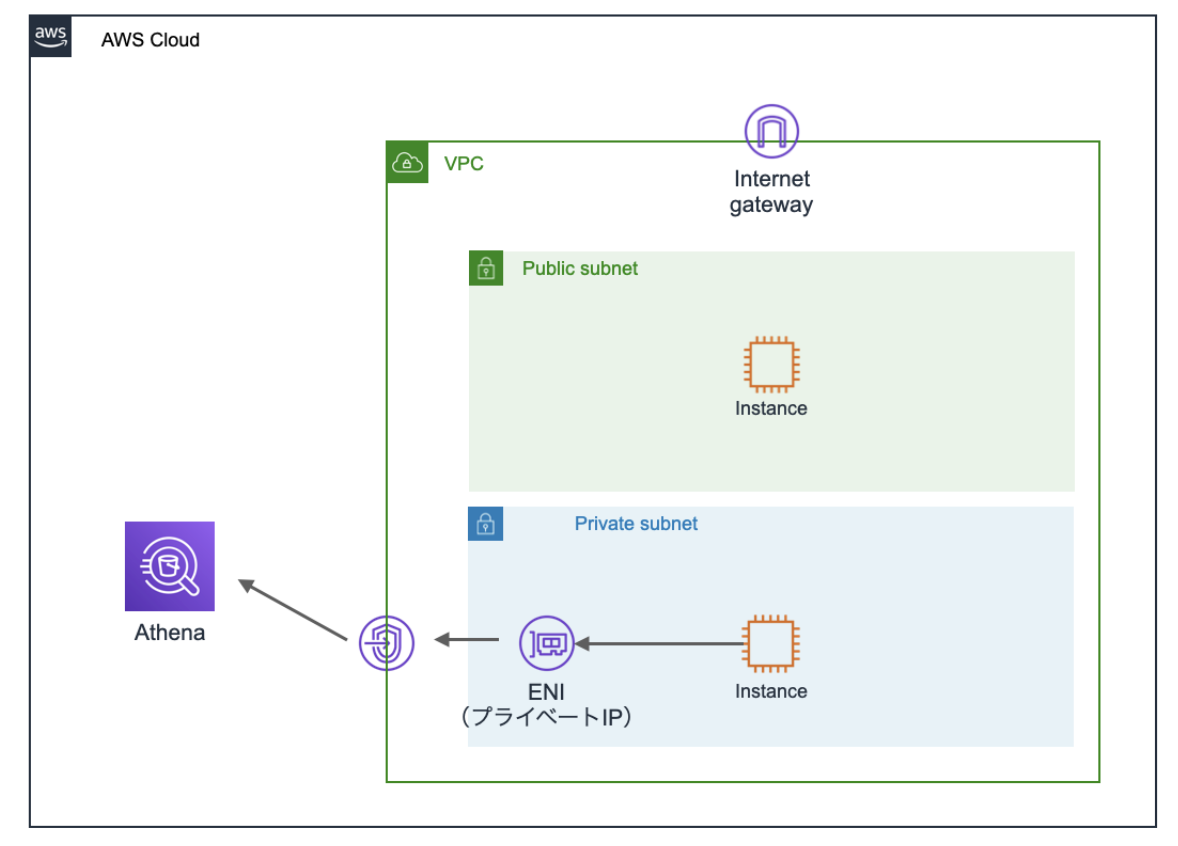 aws
AWS Cloud
VPC
Internet
gateway
Public subnet
Instance
Private subnet
Athena
ENI
（プライベートIP）
Instance